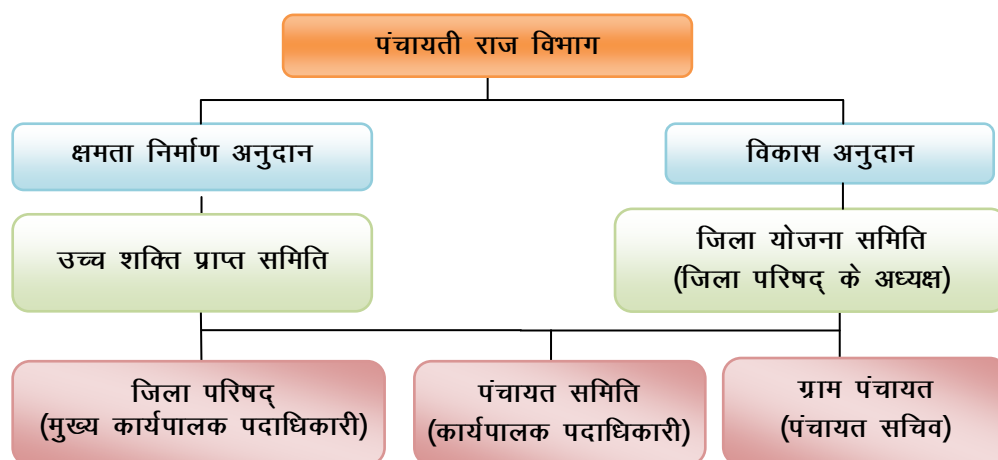 पंचायती राज विभाग
क्षमता निर्माण अनुदान
विकास अनुदान
उच्च शक्ति प्राप्त समिति
जिला योजना समिति
(जिला परिषद् के अध्यक्ष)
जिला परिषद्
(मुख्य कार्यपालक पदाधिकारी)
पंचायत समिति
(कार्यपालक पदाधिकारी)
ग्राम पंचायत
(पंचायत सचिव)